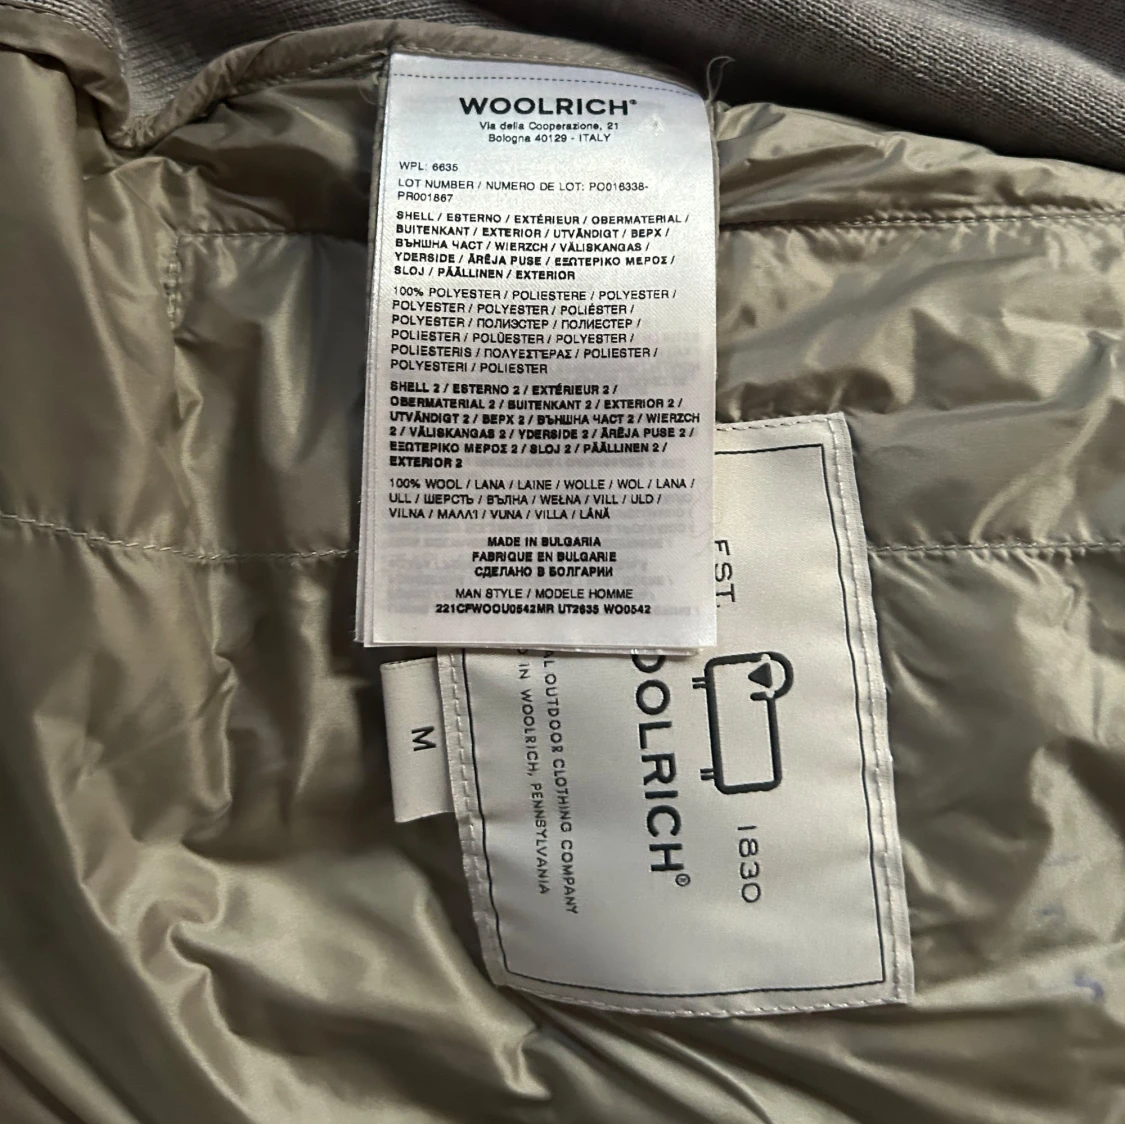 WOOLRICH®
Via della Cooperazione, 21
Bologna 40129 - ITALY
WPL: 6635
LOT NUMBER / NUMERO DE LOT: PO016338-
PR001867
SHELL / ESTERNO / EXTÉRIEUR / OBERMATERIAL /
BUITENKANT / EXTERIOR / UTVÄNDIGT / ВЕРХ /
ВЪНШНА ЧАСТ / WIERZCH / VÄLISKANGAS /
YDERSIDE / ĀRĒJA PUSE / ΕΞΩΤΕΡΙΚΟ ΜΕΡΟΣ /
SLOJ / PÄÄLLINEN / EXTERIOR
100% POLYESTER / POLIESTERE / POLYESTER /
POLYESTER / POLYESTER / POLIÉSTER /
POLYESTER / ПОЛИЭСТЕР / ПОЛИЕСТЕР /
POLIESTER / POLÜESTER / POLYESTER /
POLIESTERIS / ΠΟΛΥΕΣΤΕΡΑΣ / POLIESTER /
POLYESTERI / POLIESTER
SHELL 2 / ESTERNO 2 / EXTÉRIEUR 2 /
OBERMATERIAL 2 / BUITENKANT 2 / EXTERIOR 2 /
UTVÄNDIGT 2 / ВЕРХ 2 / ВЪНШНА ЧАСТ 2 / WIERZCH
2 / VÄLISKANGAS 2 / YDERSIDE 2 / ĀRĒJA PUSE 2 /
ΕΞΩΤΕΡΙΚΟ ΜΕΡΟΣ 2 / SLOJ 2 / PÄÄLLINEN 2 /
EXTERIOR 2
100% WOOL / LANA / LAINE / WOLLE / WOL / LANA /
ULL / ШЕРСТЬ / ВЪЛНА / WEŁNA / VILL / ULD /
VILNA / ΜΑΛΛΊ / VUNA / VILLA / LÂNĂ
MADE IN BULGARIA
FABRIQUE EN BULGARIE
СДЕЛАНО В БОЛГАРИИ
MAN STYLE / MODELE HOMME
221CFWOOU0542MR UT2635 WO0542
M
EST. 1830
OOLRICH®
AL OUTDOOR CLOTHING COMPANY
IN WOOLRICH, PENNSYLVANIA